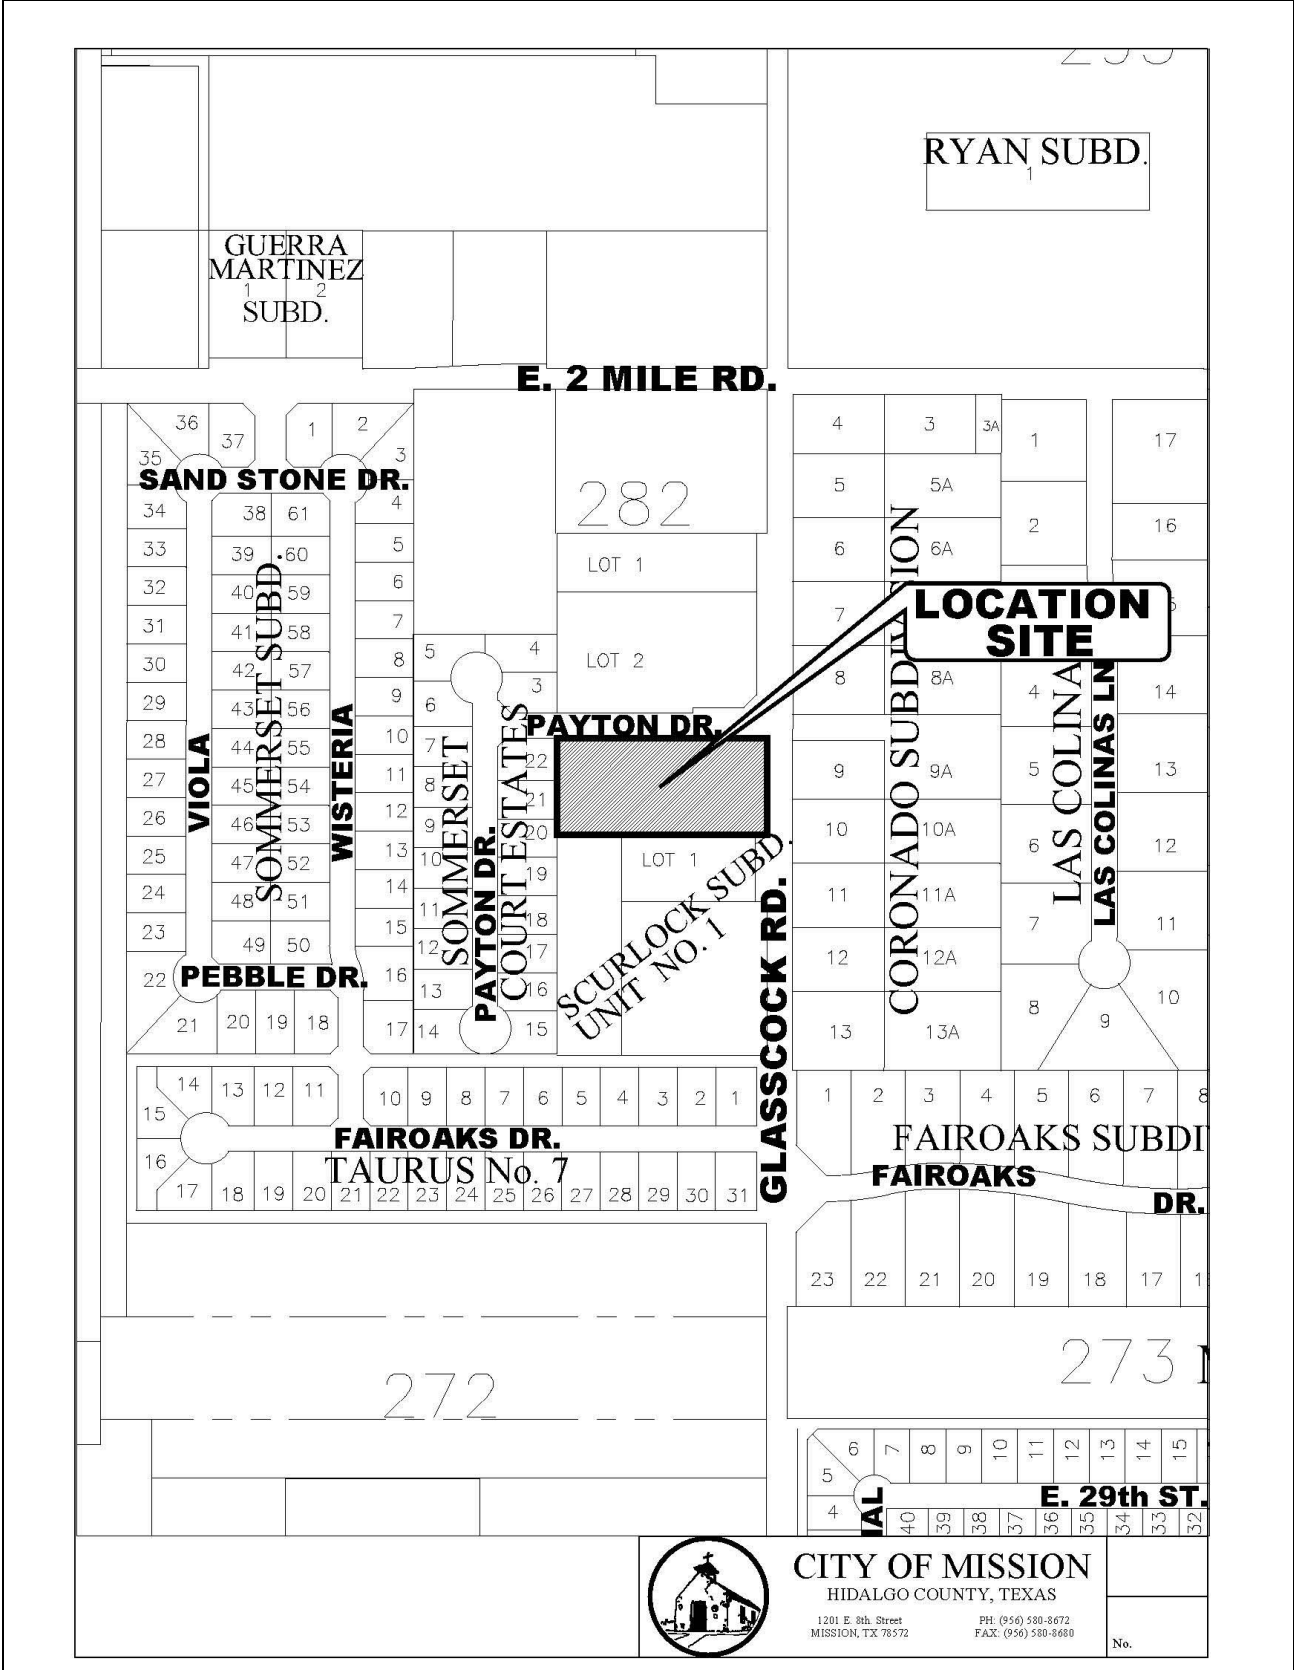 RYAN SUBD.
1
GUERRA
MARTINEZ
1 2
SUBD.
E. 2 MILE RD.
36
37
1
2
3
35
SAND STONE DR.
34
33
32
31
30
29
28
27
26
25
24
23
22
21
20 19 18
38 61
39 60
40 59
41 58
42 57
43 56
44 55
45 54
46 53
47 52
48 51
49 50
SOMMERSET SUBD.
VIOLA
WISTERIA
PEBBLE DR.
4
5
6
7
8
9
10
11
12
13
14
15
16
17
282
LOT 1
LOT 2
PAYTON DR.
5
4
3
6
7
8
9
10
11
12
13
14
22
21
20
19
18
17
16
15
SOMMERSET
COURT ESTATES
PAYTON DR.
LOT 1
SCURLOCK SUBD.
UNIT NO. 1
GLASSCOCK RD.
LOCATION
SITE
4 3 3A
5 5A
6 6A
7
8 8A
9 9A
10 10A
11 11A
12 12A
13 13A
1
2
4
5
6
7
8
9
10
11
12
13
14
16
17
LAS COLINA
LAS COLINAS LN
14 13 12 11
15
16
17 18 19 20 21 22 23 24 25 26 27 28 29 30 31
10 9 8 7 6 5 4 3 2 1
FAIROAKS DR.
TAURUS No. 7
1 2 3 4 5 6 7 8
FAIROAKS SUBDI
FAIROAKS
DR.
23 22 21 20 19 18 17
272
273
6 7 8 9 10 11 12 13 14 15
5
4
IAL
E. 29th ST.
40 39 38 37 36 35 34 33 32
CITY OF MISSION
HIDALGO COUNTY, TEXAS
1201 E. 8th. Street PH: (956) 580-8672
MISSION, TX 78572 FAX: (956) 580-8680
No.